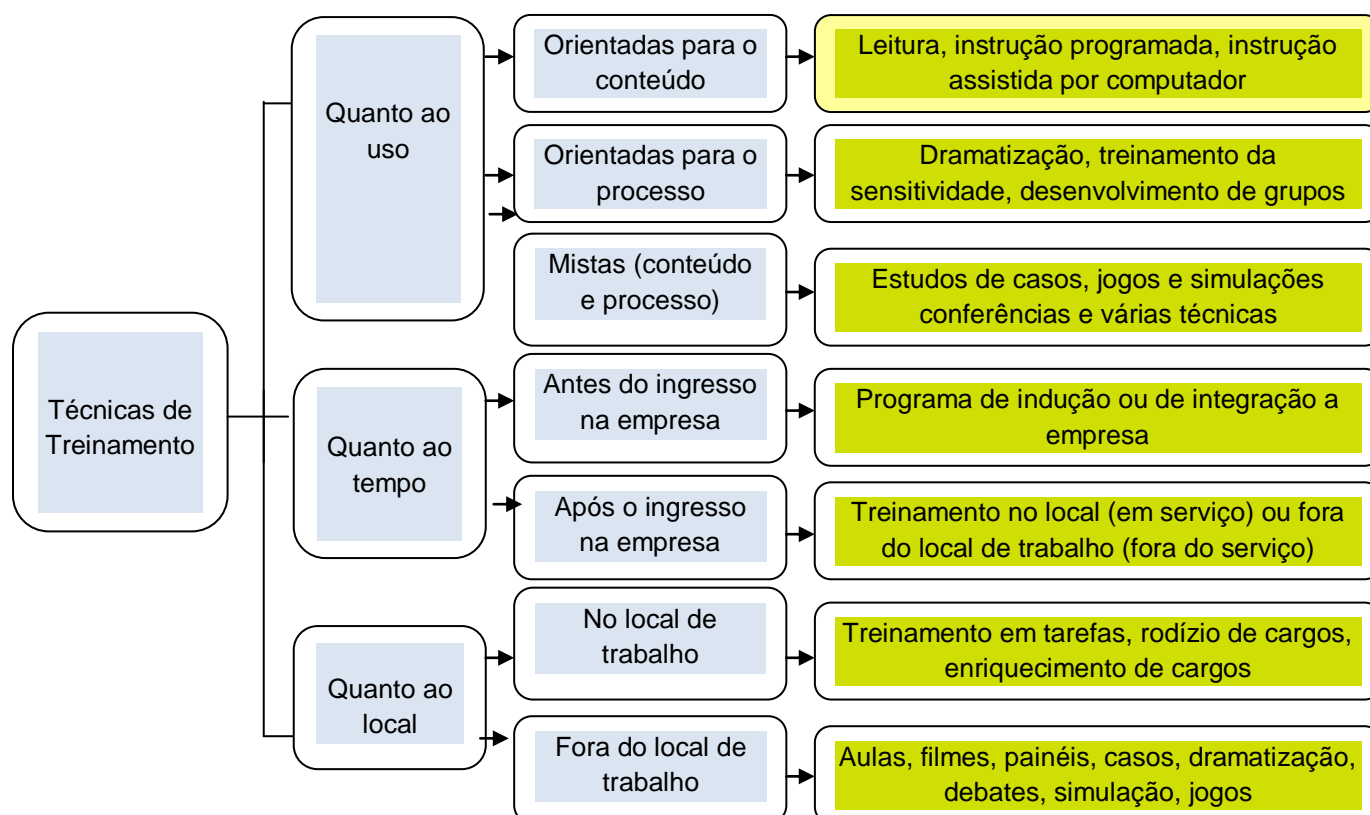 Técnicas de
Treinamento
Quanto ao
uso
Orientadas para o
conteúdo
Leitura, instrução programada, instrução
assistida por computador
Orientadas para o
processo
Dramatização, treinamento da
sensitividade, desenvolvimento de grupos
Mistas (conteúdo
e processo)
Estudos de casos, jogos e simulações
conferências e várias técnicas
Quanto ao
tempo
Antes do ingresso
na empresa
Programa de indução ou de integração a
empresa
Após o ingresso
na empresa
Treinamento no local (em serviço) ou fora
do local de trabalho (fora do serviço)
Quanto ao
local
No local de
trabalho
Treinamento em tarefas, rodízio de cargos,
enriquecimento de cargos
Fora do local de
trabalho
Aulas, filmes, painéis, casos, dramatização,
debates, simulação, jogos